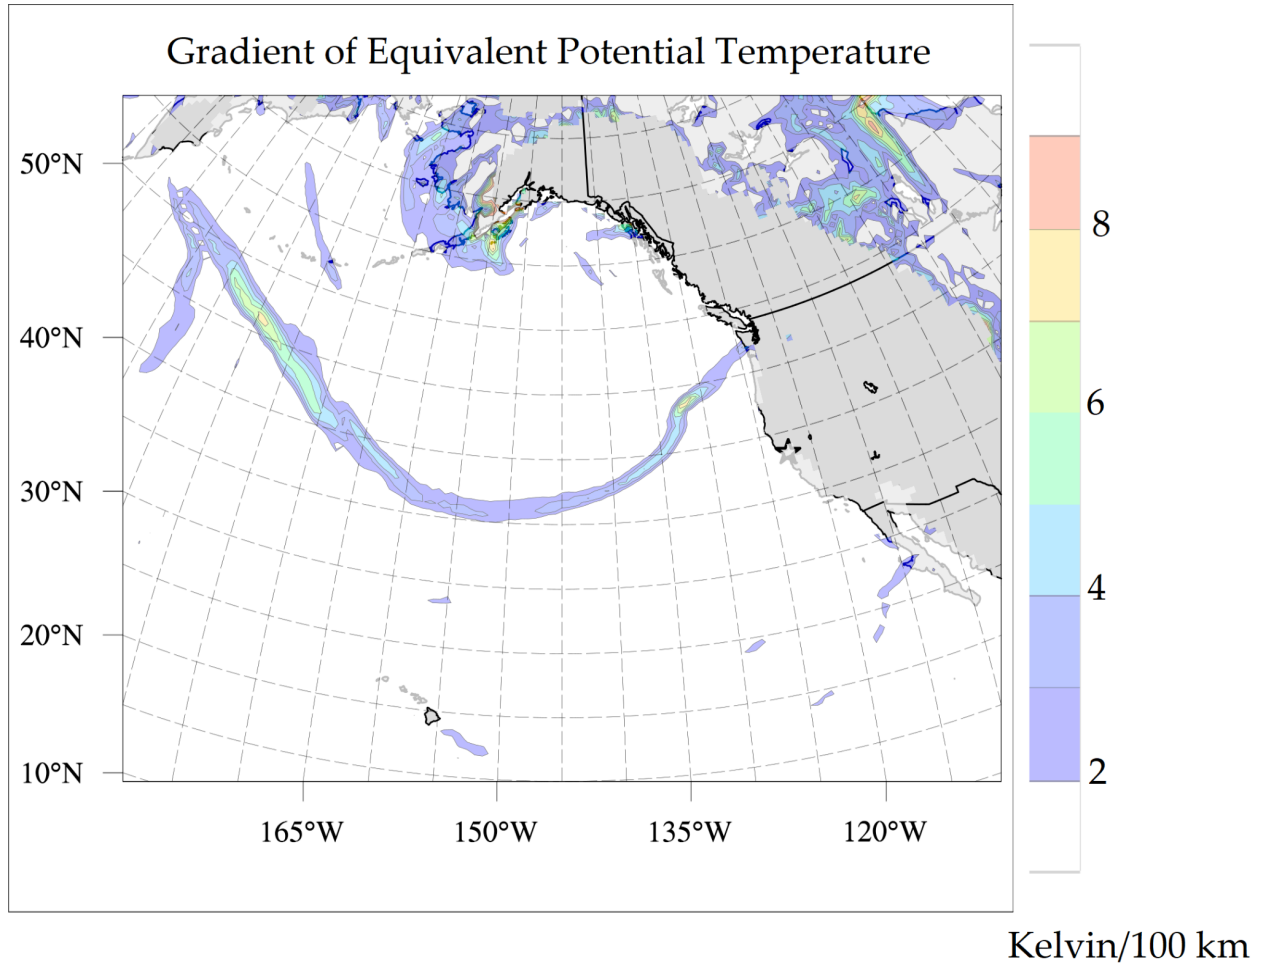 Gradient of Equivalent Potential Temperature
50°N
40°N
30°N
20°N
10°N
165°W
150°W
135°W
120°W
8
6
4
2
Kelvin/100 km